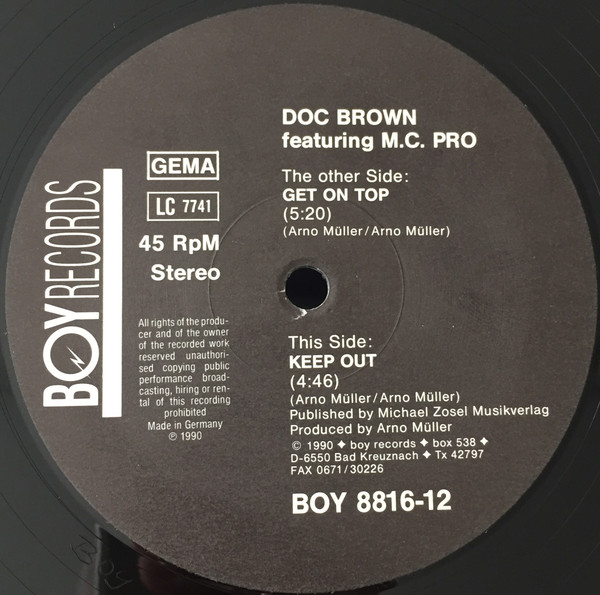 BOY RECORDS
GEMA
LC 7741
45 RpM
Stereo
All rights of the produ-
cer and of the owner
of the recorded work
reserved unauthori-
sed copying public
performance broad-
casting, hiring or ren-
tal of this recording
prohibited
Made in Germany
℗ 1990
DOC BROWN
featuring M.C. PRO
The other Side:
GET ON TOP
(5:20)
(Arno Müller/Arno Müller)
This Side:
KEEP OUT
(4:46)
(Arno Müller/Arno Müller)
Published by Michael Zosel Musikverlag
Produced by Arno Müller
© 1990 ✦ boy records ✦ box 538 ✦
D-6550 Bad Kreuznach ✦ Tx 42797
FAX 0671/30226
BOY 8816-12